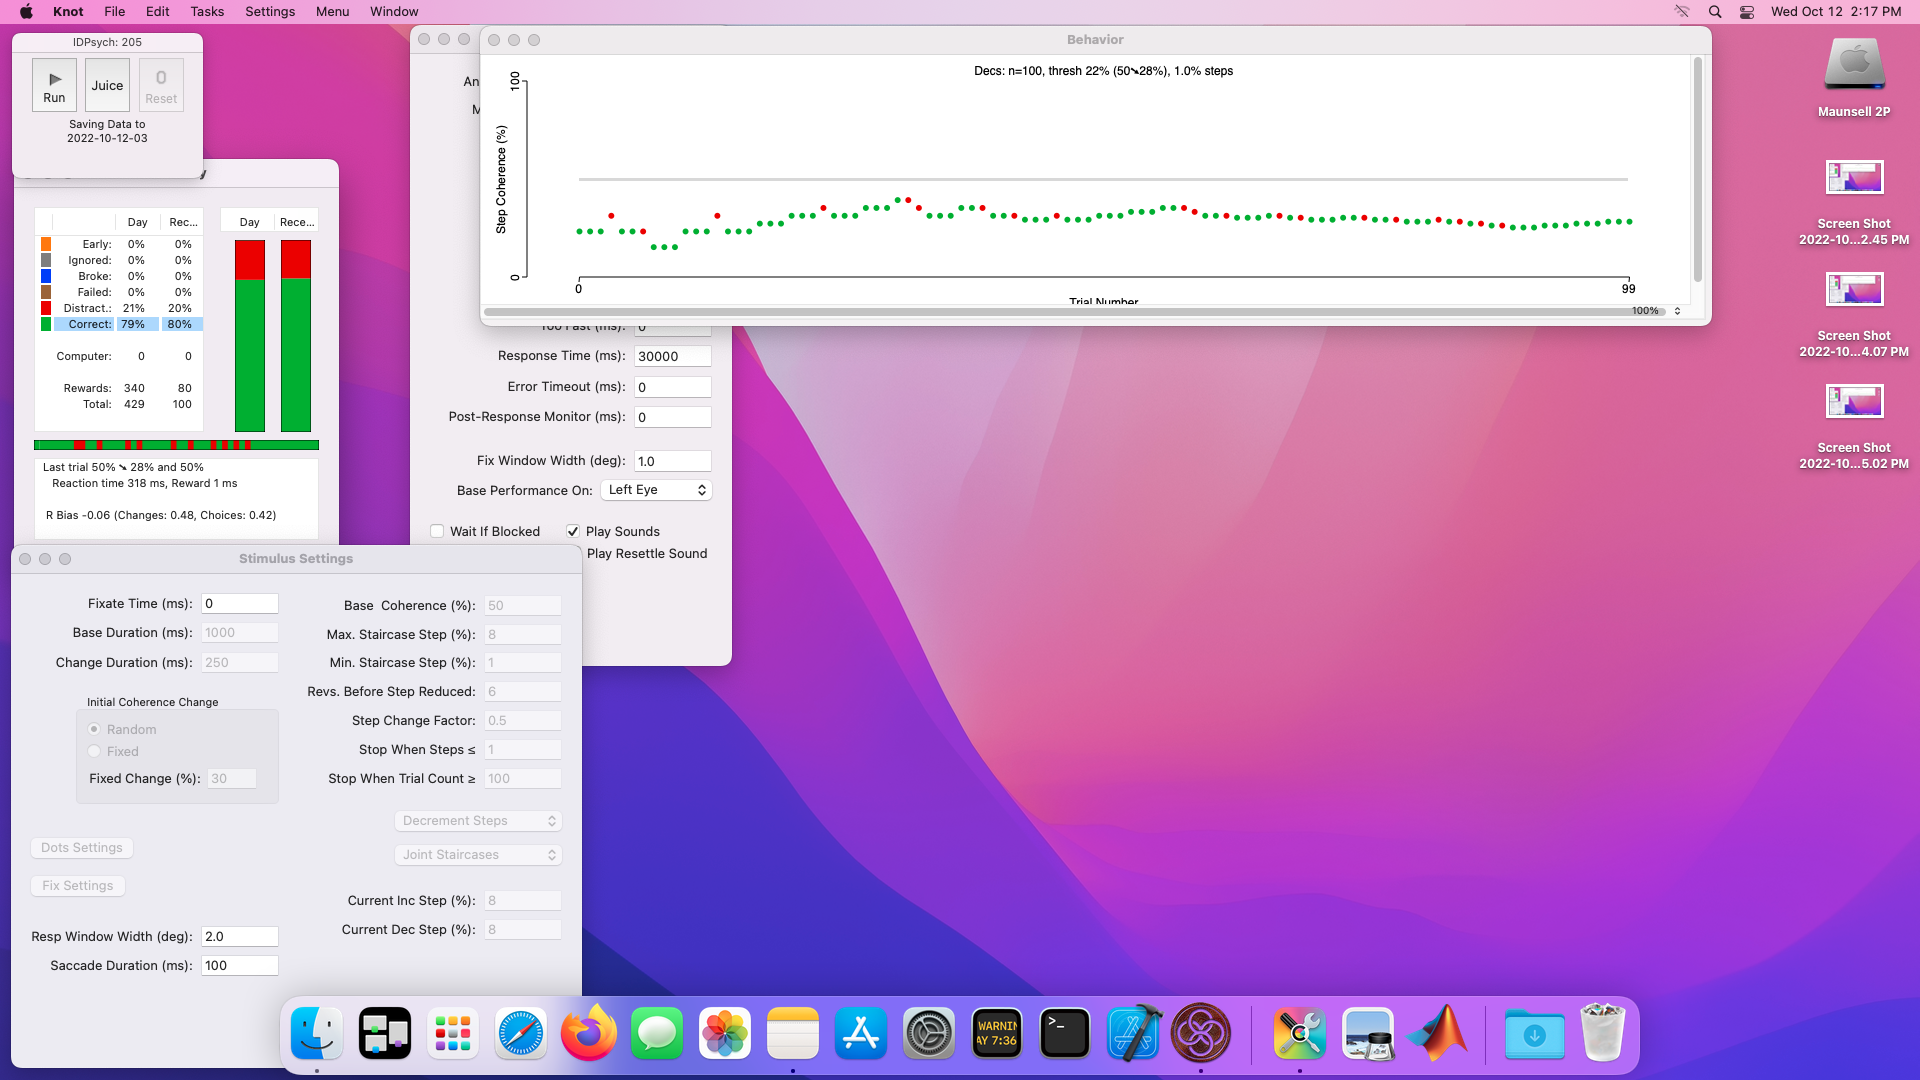 Knot File Edit Tasks Settings Menu Window
Wed Oct 12 2:17 PM
IDPsych: 205
Run
Juice
0
Reset
Saving Data to
2022-10-12-03
y
Day Rec...
Early: 0% 0%
Ignored: 0% 0%
Broke: 0% 0%
Failed: 0% 0%
Distract.: 21% 20%
Correct: 79% 80%
Computer: 0 0
Rewards: 340 80
Total: 429 100
Day Rece...
Last trial 50% ➘ 28% and 50%
Reaction time 318 ms, Reward 1 ms
R Bias -0.06 (Changes: 0.48, Choices: 0.42)
An
M
Behavior
Decs: n=100, thresh 22% (50➘28%), 1.0% steps
Step Coherence (%)
100
0
0
99
Trial Number
100%
Too Fast (ms): 0
Response Time (ms): 30000
Error Timeout (ms): 0
Post-Response Monitor (ms): 0
Fix Window Width (deg): 1.0
Base Performance On: Left Eye
Wait If Blocked
Play Sounds
Play Resettle Sound
Stimulus Settings
Fixate Time (ms): 0
Base Duration (ms): 1000
Change Duration (ms): 250
Initial Coherence Change
Random
Fixed
Fixed Change (%): 30
Dots Settings
Fix Settings
Resp Window Width (deg): 2.0
Saccade Duration (ms): 100
Base Coherence (%): 50
Max. Staircase Step (%): 8
Min. Staircase Step (%): 1
Revs. Before Step Reduced: 6
Step Change Factor: 0.5
Stop When Steps ≤ 1
Stop When Trial Count ≥ 100
Decrement Steps
Joint Staircases
Current Inc Step (%): 8
Current Dec Step (%): 8
Maunsell 2P
Screen Shot
2022-10...2.45 PM
Screen Shot
2022-10...4.07 PM
Screen Shot
2022-10...5.02 PM
WARNIN
AY 7:36
>_